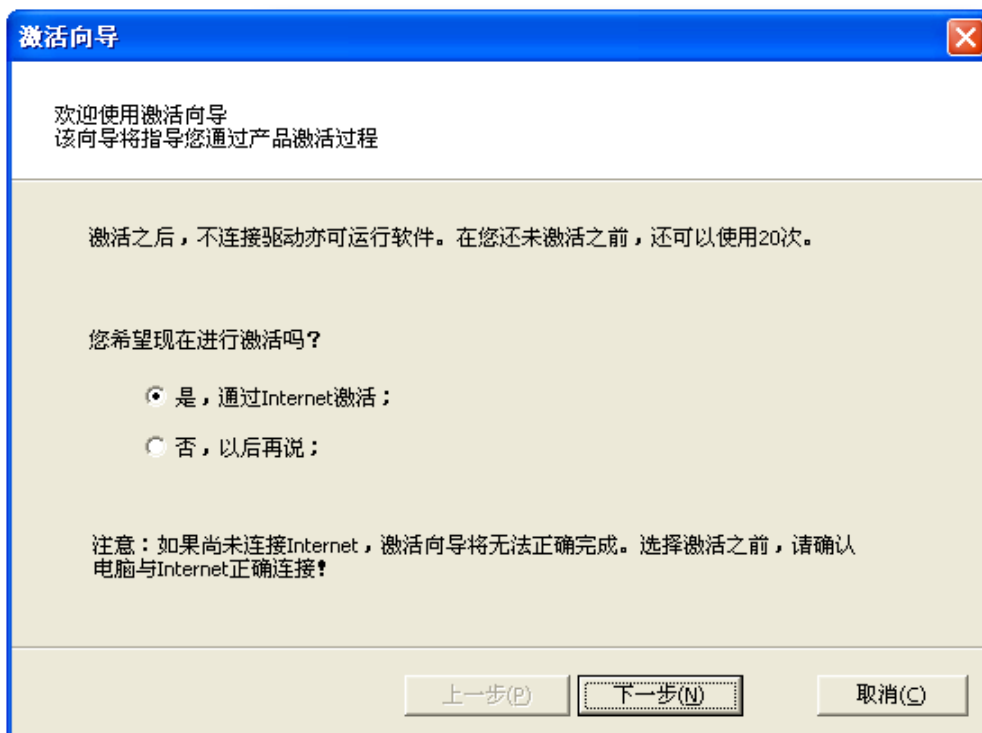 激活向导
欢迎使用激活向导
该向导将指导您通过产品激活过程
激活之后，不连接驱动亦可运行软件。在您还未激活之前，还可以使用20次。
您希望现在进行激活吗？
是，通过Internet激活；
否，以后再说；
注意：如果尚未连接Internet，激活向导将无法正确完成。选择激活之前，请确认
电脑与Internet正确连接！
上一步(P) 下一步(N) 取消(C)